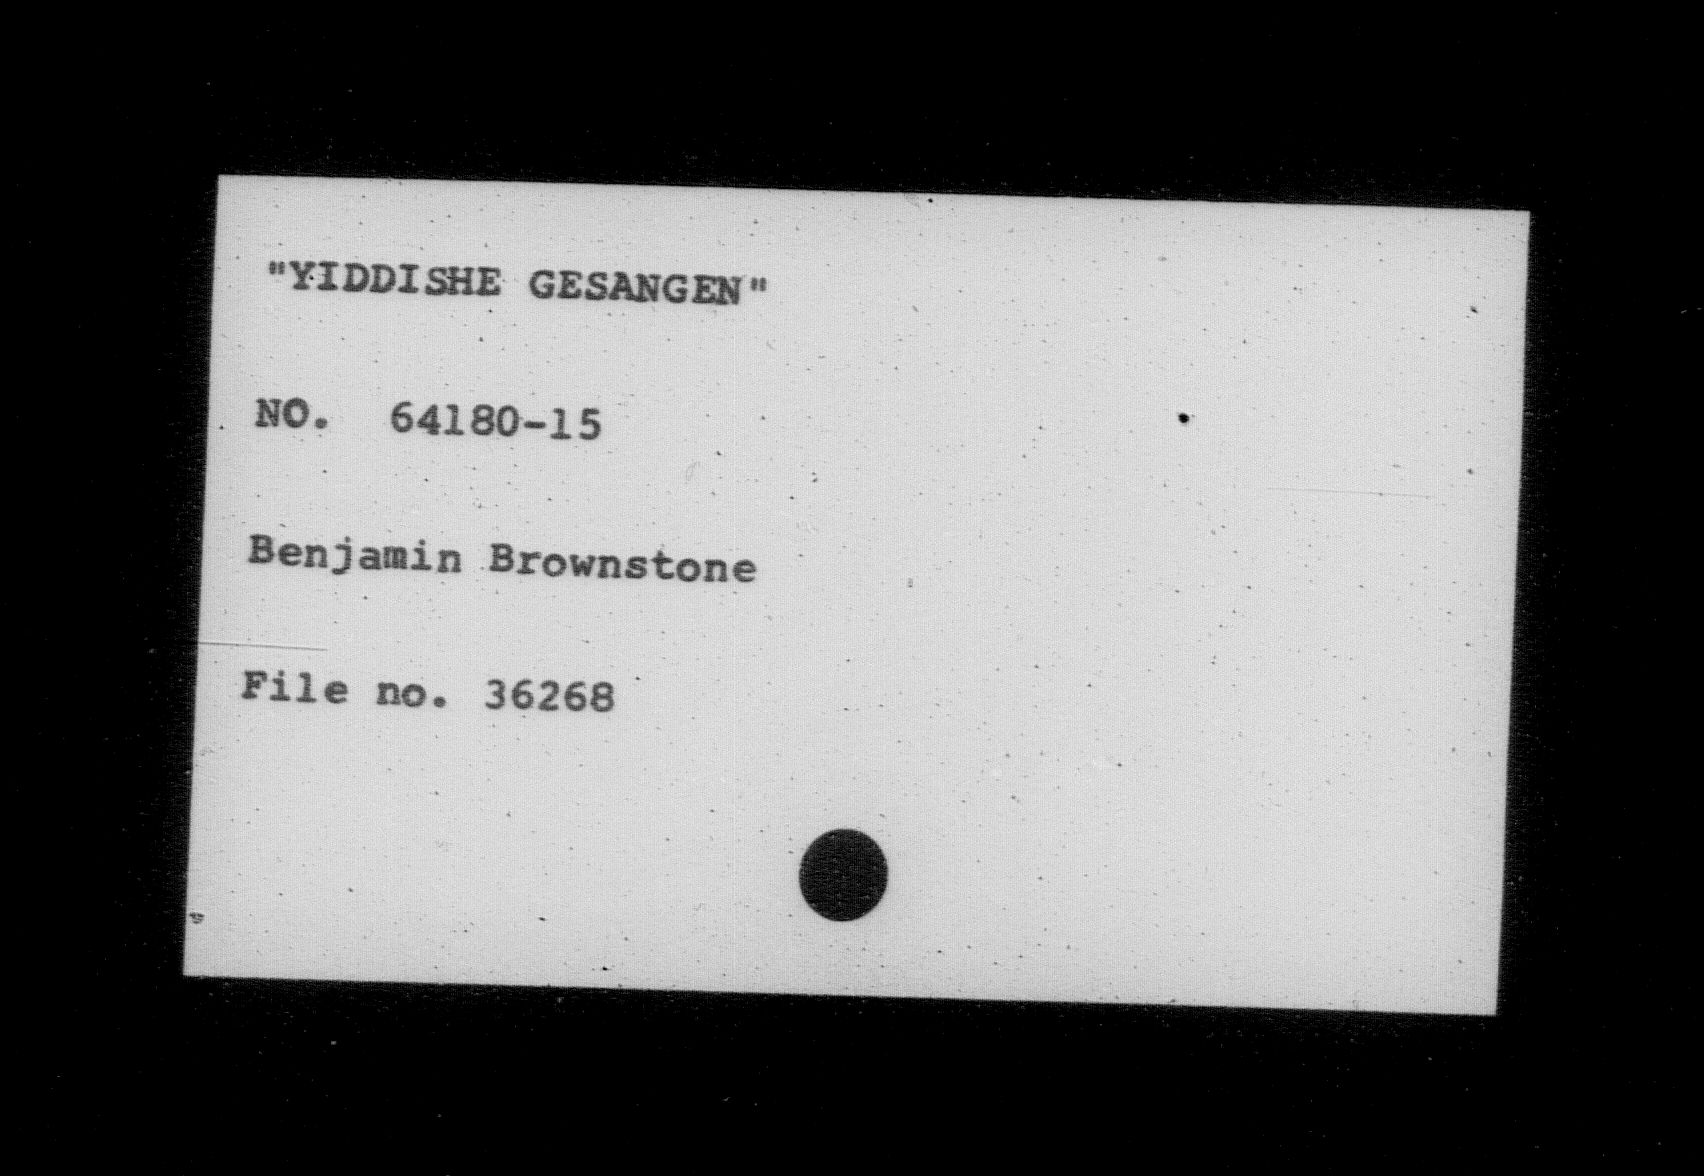 "YIDDISHE GESANGEN"
NO. 64180-15
Benjamin Brownstone
File no. 36268